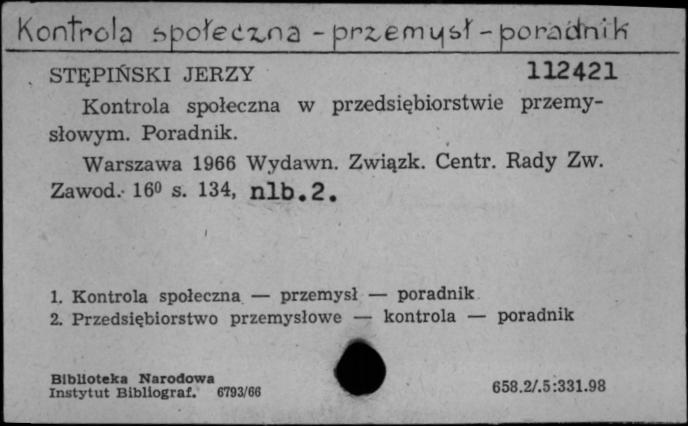 Kontrola społeczna - przemysł - poradnik
STĘPIŃSKI JERZY 112421
Kontrola społeczna w przedsiębiorstwie przemy-
słowym. Poradnik.
Warszawa 1966 Wydawn. Związk. Centr. Rady Zw.
Zawod. 16⁰ s. 134, nlb.2.
1. Kontrola społeczna — przemysł — poradnik
2. Przedsiębiorstwo przemysłowe — kontrola — poradnik
Biblioteka Narodowa
Instytut Bibliograf. 6793/66 658.2/.5:331.98